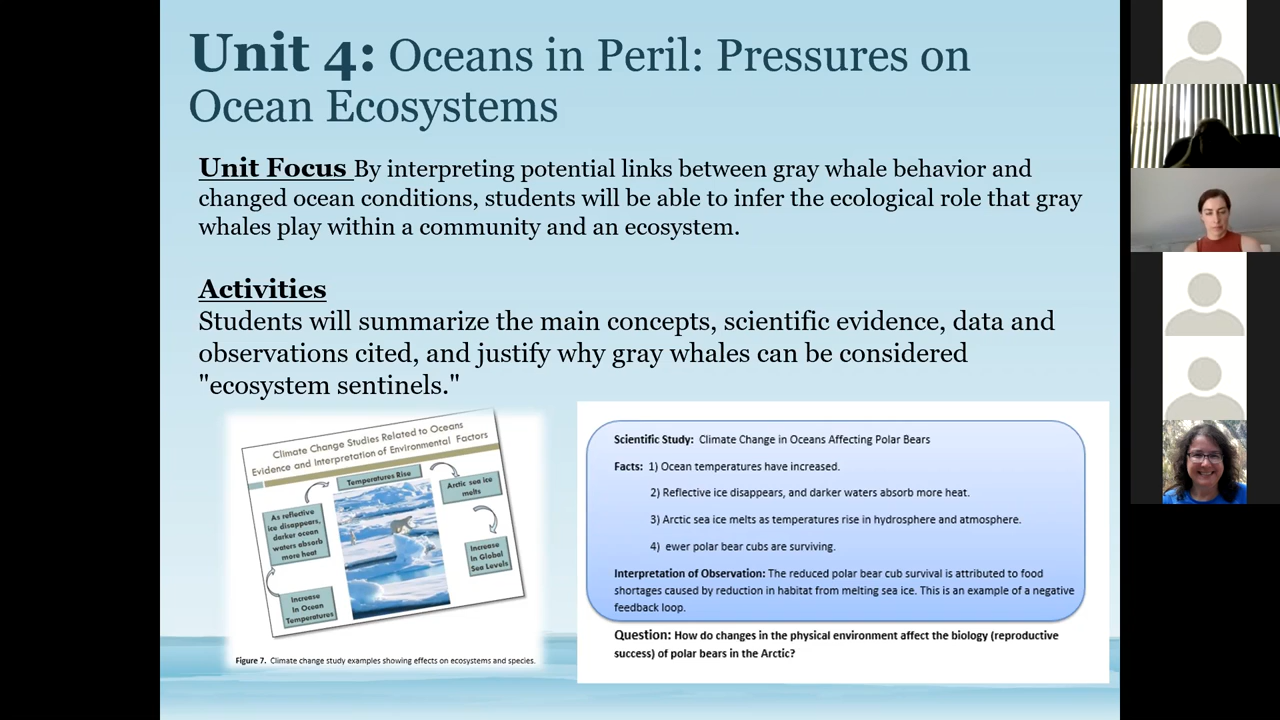 Unit 4: Oceans in Peril: Pressures on
Ocean Ecosystems
Unit Focus By interpreting potential links between gray whale behavior and
changed ocean conditions, students will be able to infer the ecological role that gray
whales play within a community and an ecosystem.
Activities
Students will summarize the main concepts, scientific evidence, data and
observations cited, and justify why gray whales can be considered
"ecosystem sentinels."
Climate Change Studies Related to Oceans
Evidence and Interpretation of Environmental Factors
Temperatures Rise
Arctic sea ice
melts
Increase
In Global
Sea Levels
As reflective
ice disappears,
darker ocean
waters absorb
more heat
Increase
In Ocean
Temperatures
Figure 7. Climate change study examples showing effects on ecosystems and species.
Scientific Study: Climate Change in Oceans Affecting Polar Bears
Facts: 1) Ocean temperatures have increased.
2) Reflective ice disappears, and darker waters absorb more heat.
3) Arctic sea ice melts as temperatures rise in hydrosphere and atmosphere.
4) ewer polar bear cubs are surviving.
Interpretation of Observation: The reduced polar bear cub survival is attributed to food
shortages caused by reduction in habitat from melting sea ice. This is an example of a negative
feedback loop.
Question: How do changes in the physical environment affect the biology (reproductive
success) of polar bears in the Arctic?